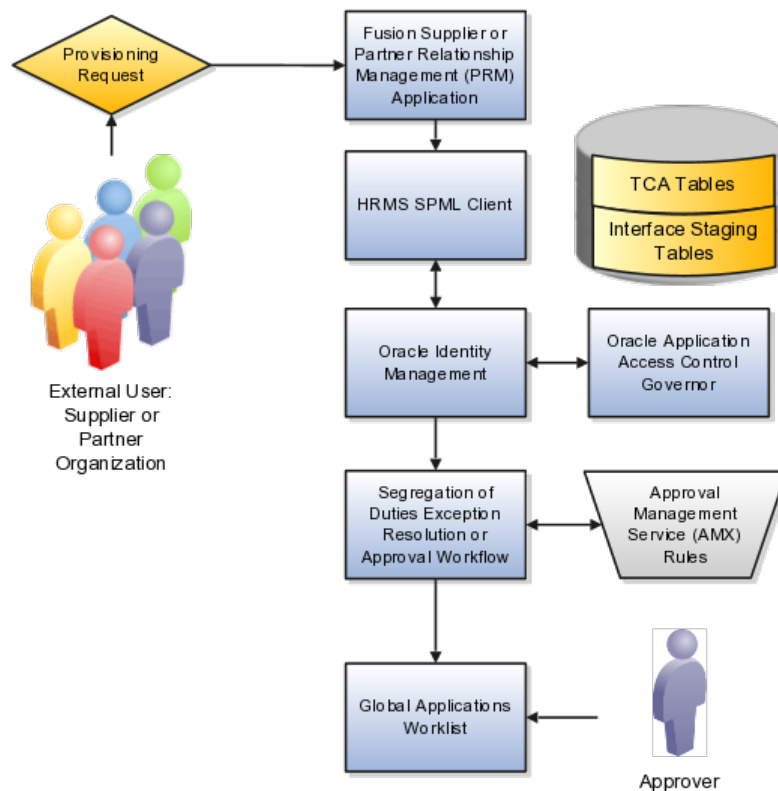 Provisioning
Request
Fusion Supplier or
Partner Relationship
Management (PRM)
Application
HRMS SPML Client
TCA Tables
Interface Staging
Tables
External User:
Supplier or
Partner
Organization
Oracle Identity
Management
Oracle Application
Access Control
Governor
Segregation of
Duties Exception
Resolution or
Approval Workflow
Approval
Management
Service (AMX)
Rules
Global Applications
Worklist
Approver